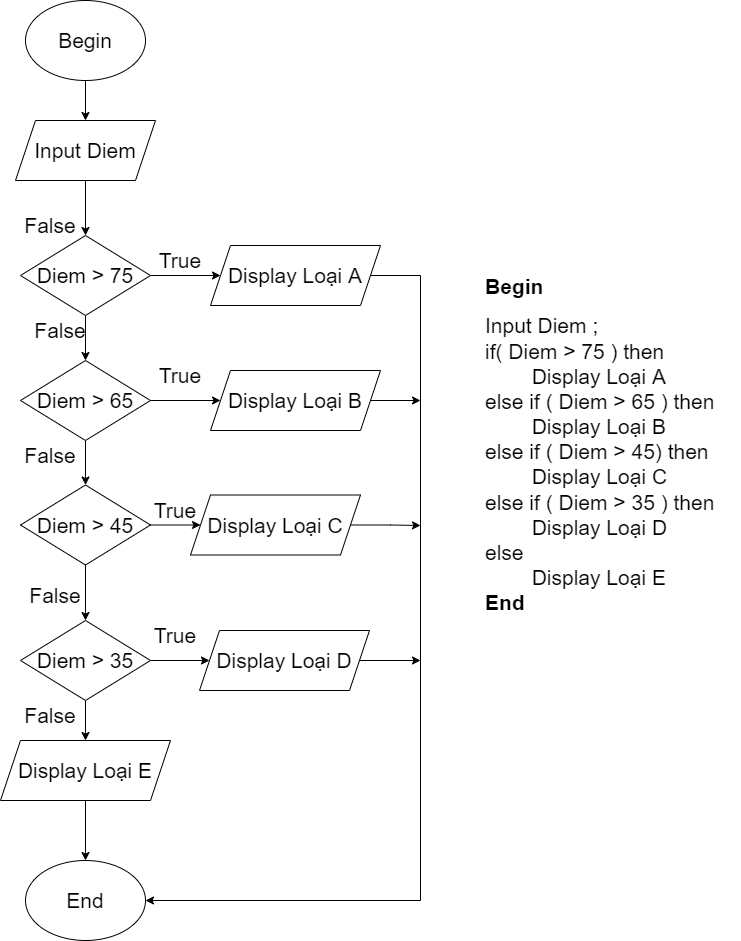 Begin
Input Diem
False
Diem > 75
True
Display Loại A
False
Diem > 65
True
Display Loại B
False
Diem > 45
True
Display Loại C
False
Diem > 35
True
Display Loại D
False
Display Loại E
End
Begin
Input Diem ;
if( Diem > 75 ) then
Display Loại A
else if ( Diem > 65 ) then
Display Loại B
else if ( Diem > 45) then
Display Loại C
else if ( Diem > 35 ) then
Display Loại D
else
Display Loại E
End